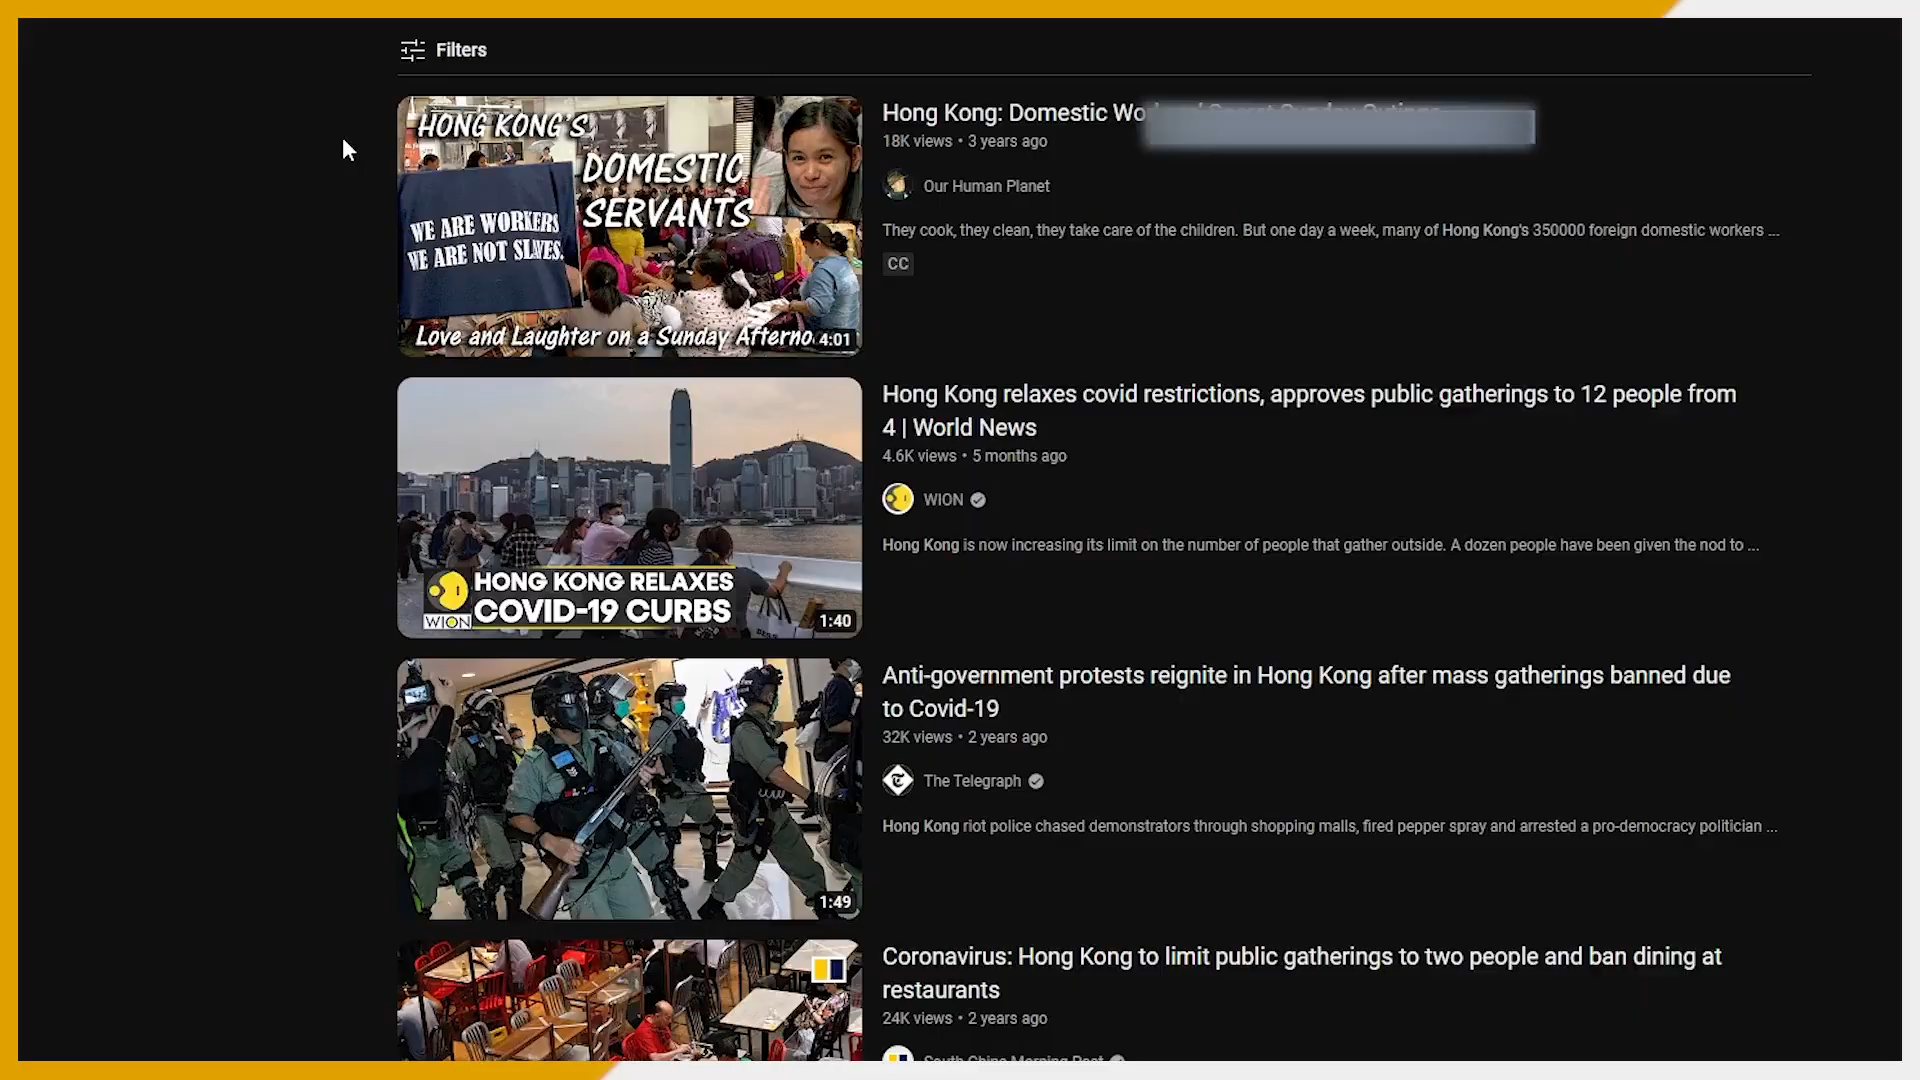 Filters
HONG KONG'S
DOMESTIC
SERVANTS
WE ARE WORKERS
WE ARE NOT SLAVES.
Love and Laughter on a Sunday Afterno
4:01
Hong Kong: Domestic
18K views • 3 years ago
Our Human Planet
They cook, they clean, they take care of the children. But one day a week, many of Hong Kong's 350000 foreign domestic workers ...
CC
HONG KONG RELAXES
COVID-19 CURBS
WION
1:40
Hong Kong relaxes covid restrictions, approves public gatherings to 12 people from
4 | World News
4.6K views • 5 months ago
WION
Hong Kong is now increasing its limit on the number of people that gather outside. A dozen people have been given the nod to ...
1:49
Anti-government protests reignite in Hong Kong after mass gatherings banned due
to Covid-19
32K views • 2 years ago
The Telegraph
Hong Kong riot police chased demonstrators through shopping malls, fired pepper spray and arrested a pro-democracy politician ...
Coronavirus: Hong Kong to limit public gatherings to two people and ban dining at
restaurants
24K views • 2 years ago
South China Morning Post